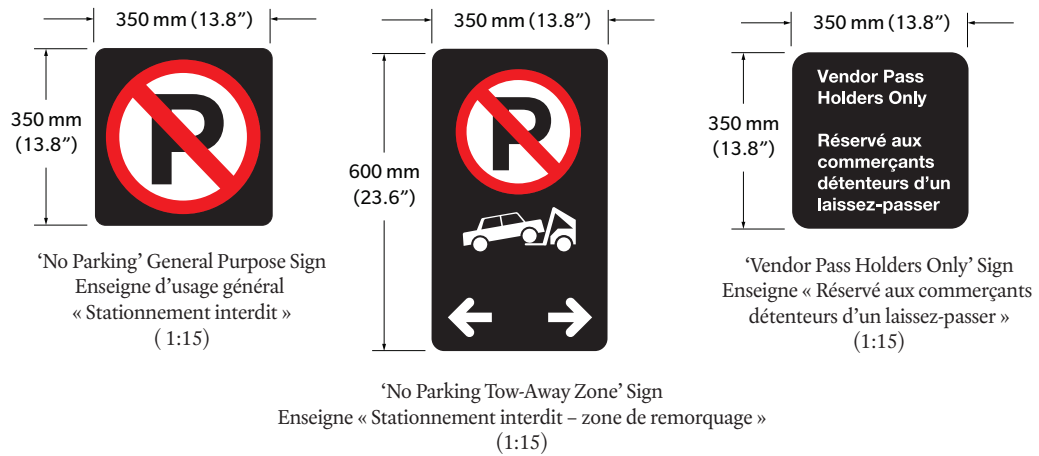 350 mm (13.8”)
350 mm
(13.8”)
P
‘No Parking’ General Purpose Sign
Enseigne d’usage général
« Stationnement interdit »
( 1:15)
350 mm (13.8”)
600 mm
(23.6”)
P
‘No Parking Tow-Away Zone’ Sign
Enseigne « Stationnement interdit – zone de remorquage »
(1:15)
350 mm (13.8”)
350 mm
(13.8”)
Vendor Pass
Holders Only
Réservé aux
commerçants
détenteurs d’un
laissez-passer
‘Vendor Pass Holders Only’ Sign
Enseigne « Réservé aux commerçants
détenteurs d’un laissez-passer »
(1:15)